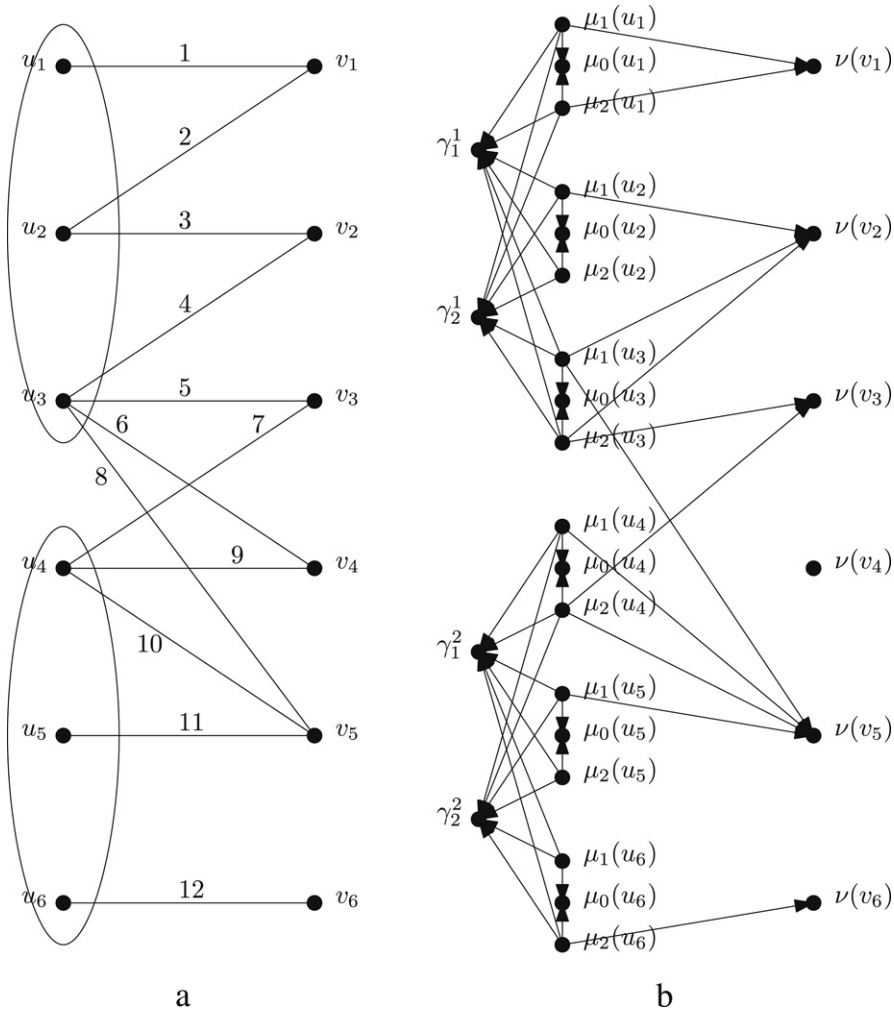 μ₁(u₁)
u₁ 1 v₁ μ₀(u₁) ν(v₁)
μ₂(u₁)
2 γ₁¹
μ₁(u₂)
u₂ 3 v₂ μ₀(u₂) ν(v₂)
μ₂(u₂)
4 γ₂¹
μ₁(u₃)
u₃ 5 v₃ μ₀(u₃) ν(v₃)
6 7
μ₂(u₃)
8
μ₁(u₄)
u₄ 9 v₄ μ₀(u₄) ν(v₄)
μ₂(u₄)
10 γ₁²
μ₁(u₅)
u₅ 11 v₅ μ₀(u₅) ν(v₅)
μ₂(u₅)
γ₂²
μ₁(u₆)
u₆ 12 v₆ μ₀(u₆) ν(v₆)
μ₂(u₆)
a b